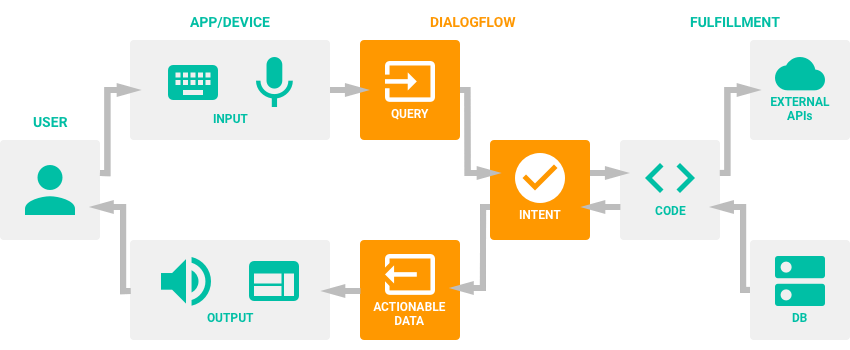 APP/DEVICE
DIALOGFLOW
FULFILLMENT
USER
INPUT
QUERY
INTENT
CODE
EXTERNAL
APIs
OUTPUT
ACTIONABLE
DATA
DB